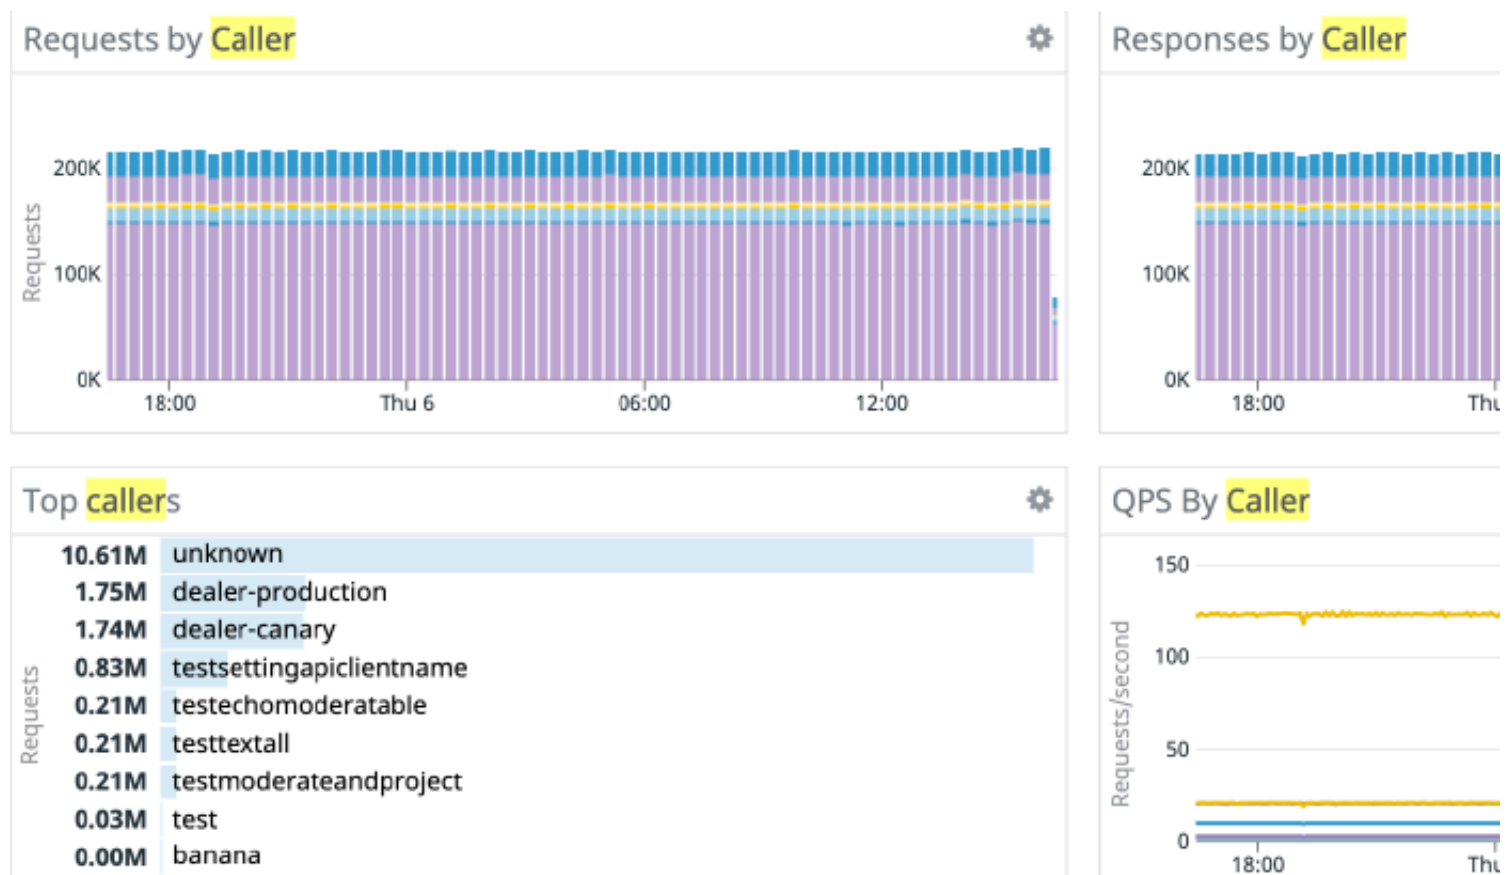 Requests by Caller
200K
100K
0K
Requests
18:00
Thu 6
06:00
12:00
Responses by Caller
200K
100K
0K
18:00
Top callers
10.61M unknown
1.75M dealer-production
1.74M dealer-canary
0.83M testsettingapiclientname
0.21M testechomoderatable
0.21M testtextall
0.21M testmoderateandproject
0.03M test
0.00M banana
Requests
QPS By Caller
150
100
50
0
Requests/second
18:00